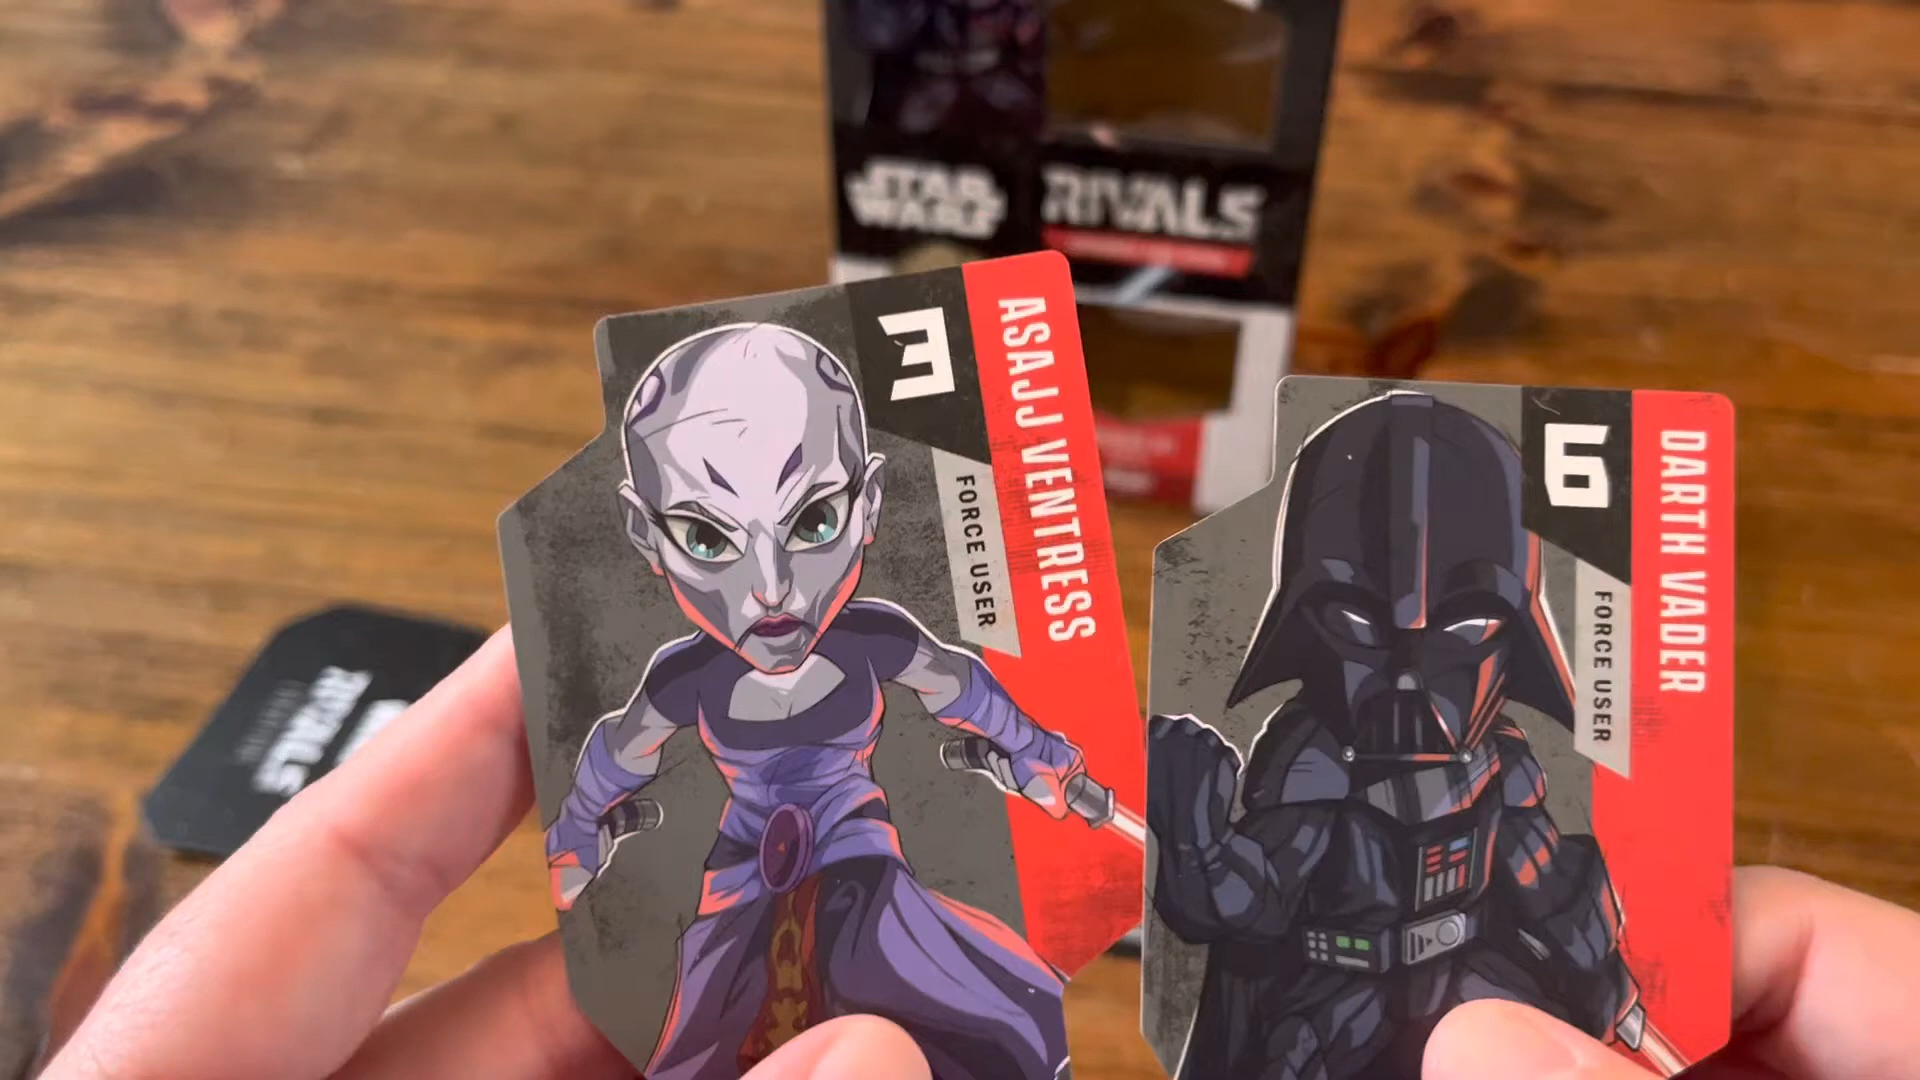 STAR
WARS
RIVALS
3
ASAJJ VENTRESS
FORCE USER
6
DARTH VADER
FORCE USER
RIVALS